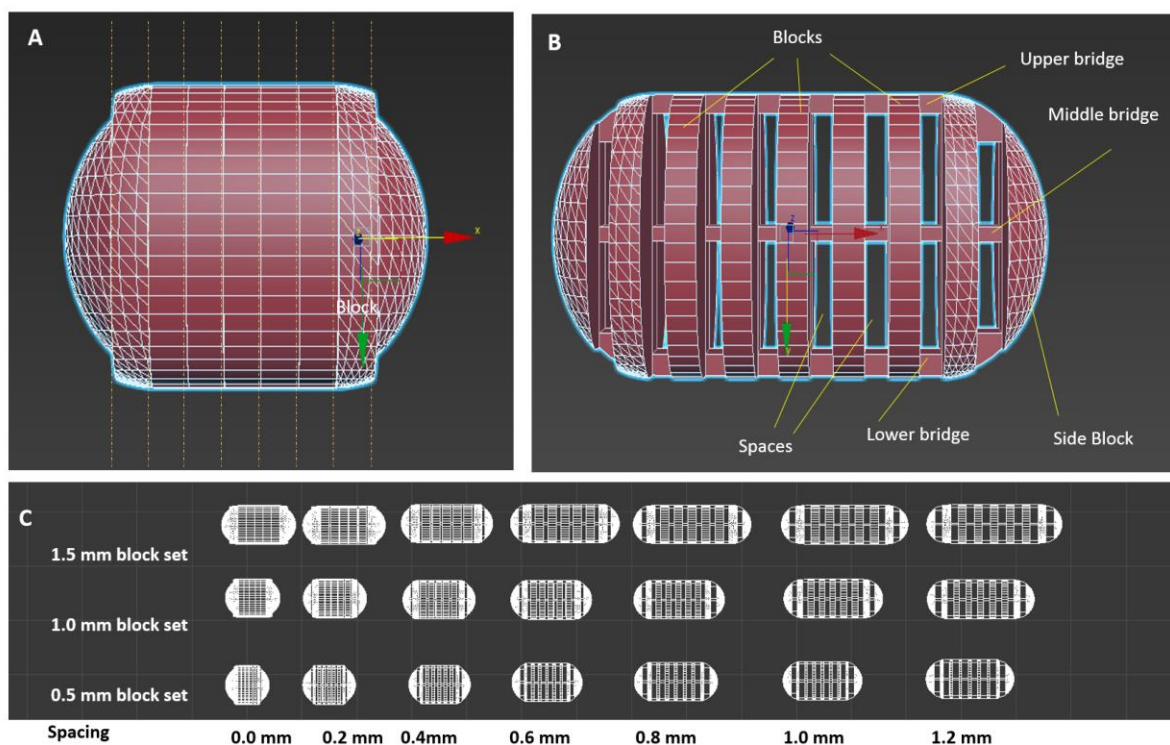 A
x
Block
B
Blocks
Upper bridge
Middle bridge
Spaces
Lower bridge
Side Block
C
1.5 mm block set
1.0 mm block set
0.5 mm block set
Spacing 0.0 mm 0.2 mm 0.4mm 0.6 mm 0.8 mm 1.0 mm 1.2 mm